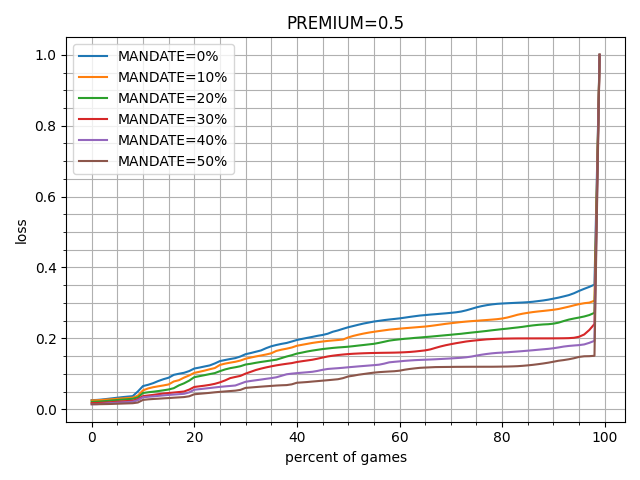 PREMIUM=0.5
MANDATE=0%
MANDATE=10%
MANDATE=20%
MANDATE=30%
MANDATE=40%
MANDATE=50%
1.0
0.8
0.6
0.4
0.2
0.0
loss
0 20 40 60 80 100
percent of games